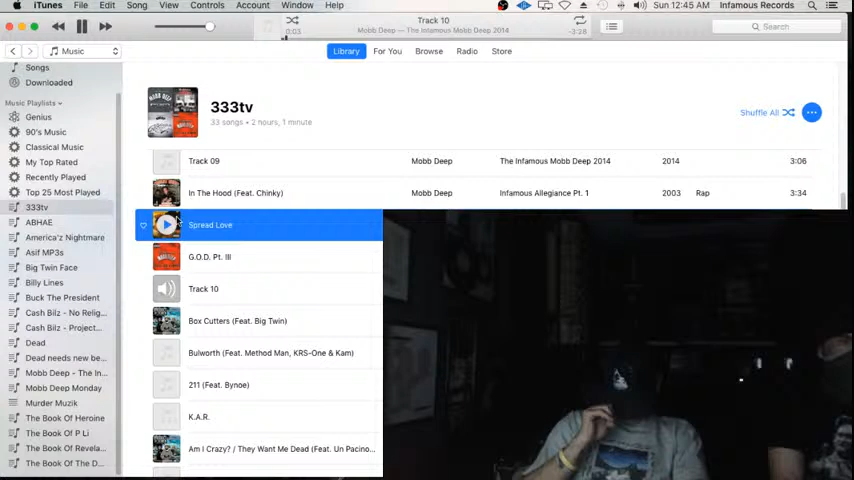 iTunes File Edit Song View Controls Account Window Help Sun 12:45 AM Infamous Records
Track 10
Mobb Deep — The Infamous Mobb Deep 2014
0:03 -3:28
Search
Music
Library For You Browse Radio Store
Songs
Downloaded
Music Playlists
Genius
90's Music
Classical Music
My Top Rated
Recently Played
Top 25 Most Played
333tv
ABHAE
America'z Nightmare
Asif MP3s
Big Twin Face
Billy Lines
Buck The President
Cash Bilz - No Relig...
Cash Bilz - Project...
Dead
Dead needs new be...
Mobb Deep - The In...
Mobb Deep Monday
Murder Muzik
The Book Of Heroine
The Book Of P Li
The Book Of Revela...
The Book Of The D...
333tv
33 songs • 2 hours, 1 minute
Shuffle All
Track 09 Mobb Deep The Infamous Mobb Deep 2014 2014 3:06
In The Hood (Feat. Chinky) Mobb Deep Infamous Allegiance Pt. 1 2003 Rap 3:34
Spread Love
G.O.D. Pt. III
Track 10
Box Cutters (Feat. Big Twin)
Bulworth (Feat. Method Man, KRS-One & Kam)
211 (Feat. Bynoe)
K.A.R.
Am I Crazy? / They Want Me Dead (Feat. Un Pacino...